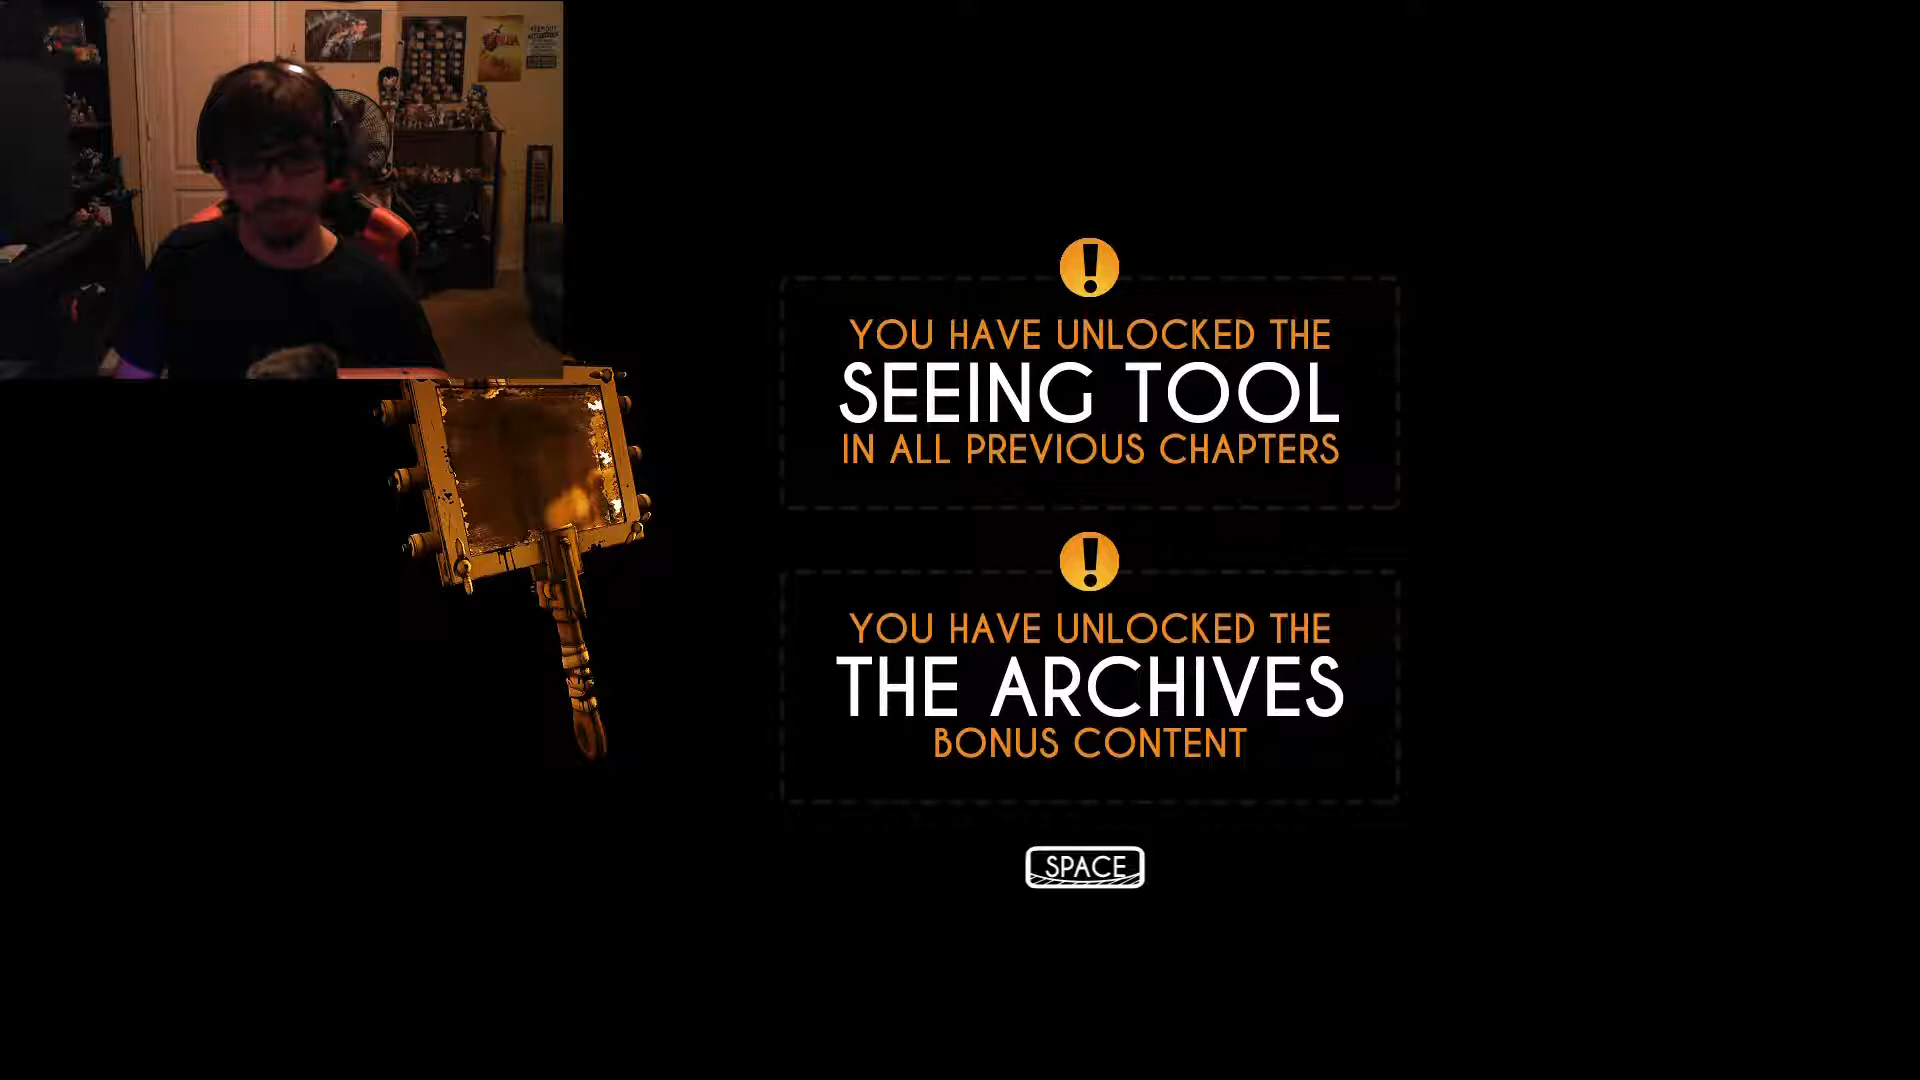 YOU HAVE UNLOCKED THE
SEEING TOOL
IN ALL PREVIOUS CHAPTERS
YOU HAVE UNLOCKED THE
THE ARCHIVES
BONUS CONTENT
SPACE